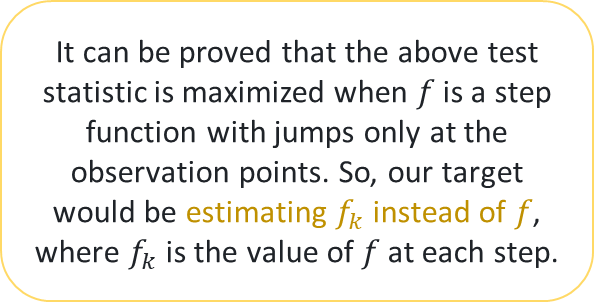 It can be proved that the above test
statistic is maximized when 𝑓 is a step
function with jumps only at the
observation points. So, our target
would be estimating 𝑓ₖ instead of 𝑓,
where 𝑓ₖ is the value of 𝑓 at each step.